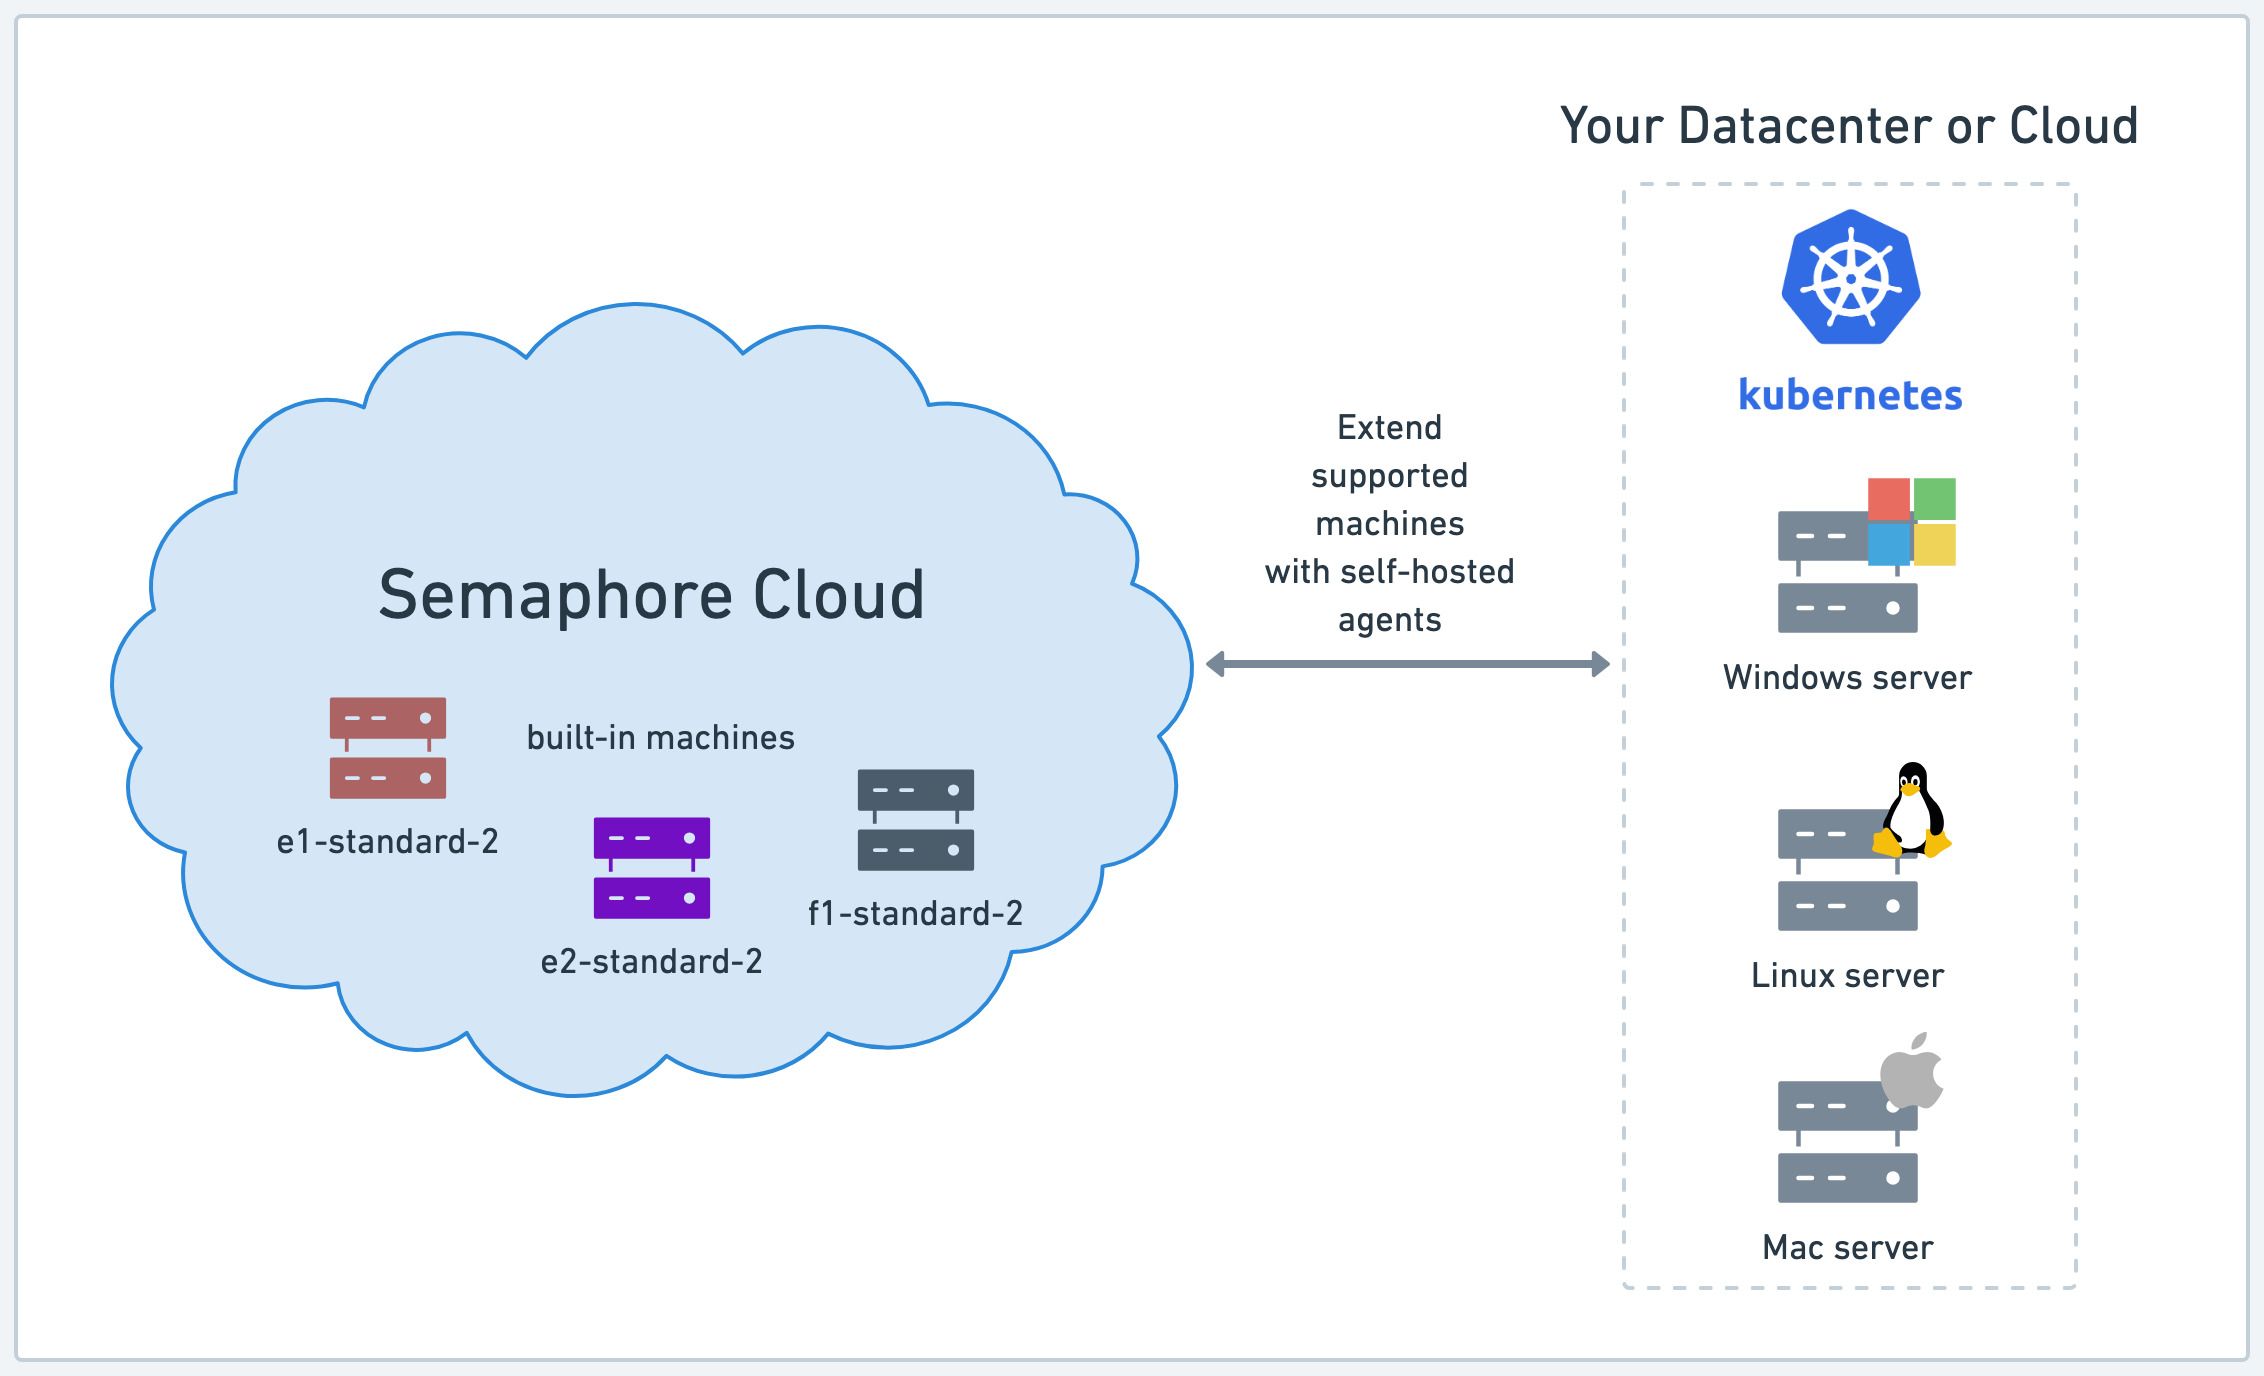 Your Datacenter or Cloud
kubernetes
Extend
supported
machines
with self-hosted
agents
Semaphore Cloud
Windows server
built-in machines
e1-standard-2
f1-standard-2
e2-standard-2
Linux server
Mac server